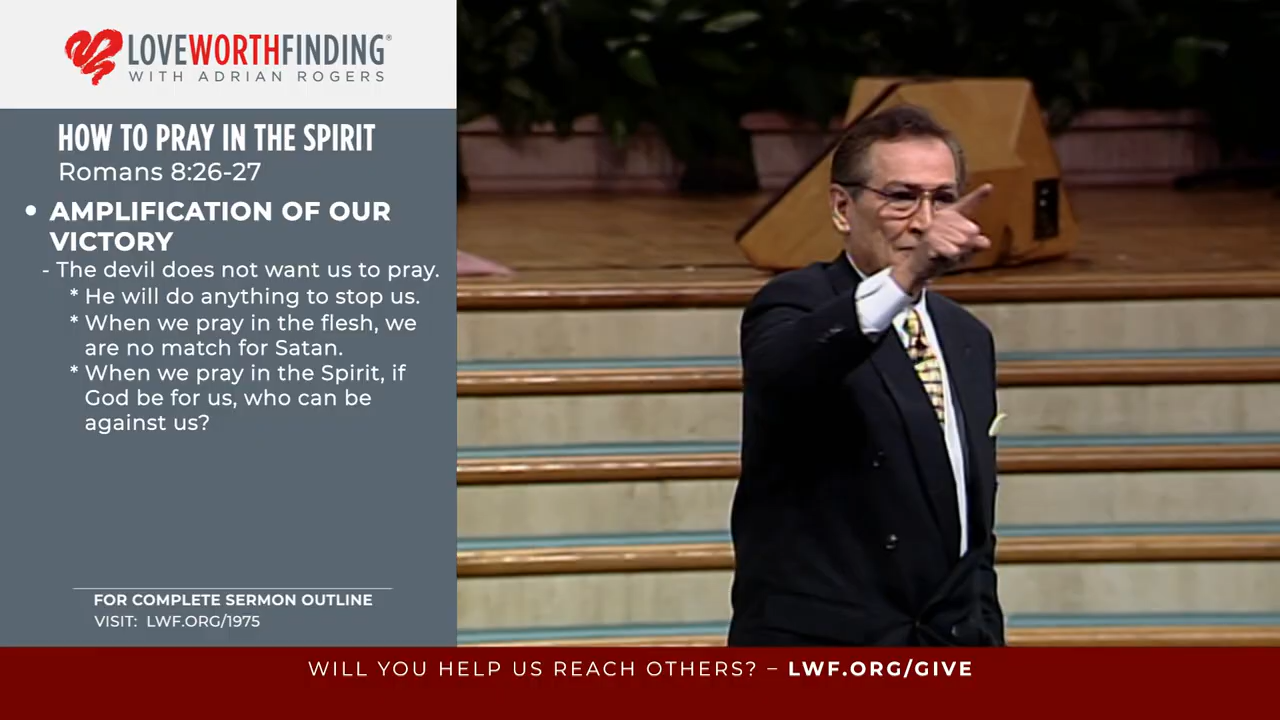 LOVEWORTHFINDING®
WITH ADRIAN ROGERS
HOW TO PRAY IN THE SPIRIT
Romans 8:26-27
• AMPLIFICATION OF OUR
VICTORY
- The devil does not want us to pray.
* He will do anything to stop us.
* When we pray in the flesh, we
are no match for Satan.
* When we pray in the Spirit, if
God be for us, who can be
against us?
FOR COMPLETE SERMON OUTLINE
VISIT: LWF.ORG/1975
WILL YOU HELP US REACH OTHERS? – LWF.ORG/GIVE